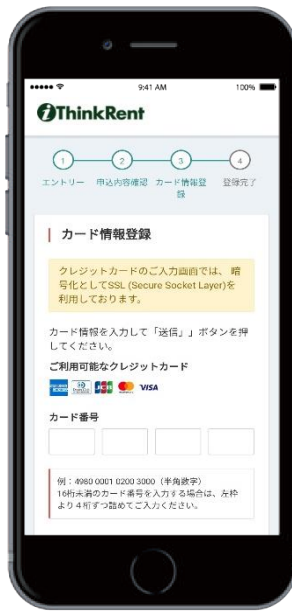 9:41 AM
100%
iThinkRent
1
2
3
4
エントリー
申込内容確認
カード情報登
録
登録完了
カード情報登録
クレジットカードのご入力画面では、 暗
号化としてSSL (Secure Socket Layer)を
利用しております。
カード情報を入力して「送信」」ボタンを押
してください。
ご利用可能なクレジットカード
JCB
VISA
カード番号
例：4980 0001 0200 3000（半角数字）
16桁未満のカード番号を入力する場合は、左枠
より４桁ずつ詰めてご入力ください。